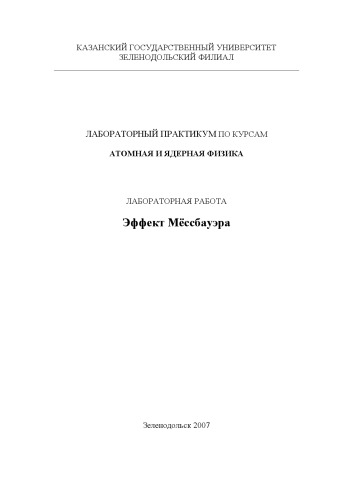 КАЗАНСКИЙ ГОСУДАРСТВЕННЫЙ УНИВЕРСИТЕТ
ЗЕЛЕНОДОЛЬСКИЙ ФИЛИАЛ
ЛАБОРАТОРНЫЙ ПРАКТИКУМ ПО КУРСАМ
АТОМНАЯ И ЯДЕРНАЯ ФИЗИКА
ЛАБОРАТОРНАЯ РАБОТА
Эффект Мёссбауэра
Зеленодольск 2007